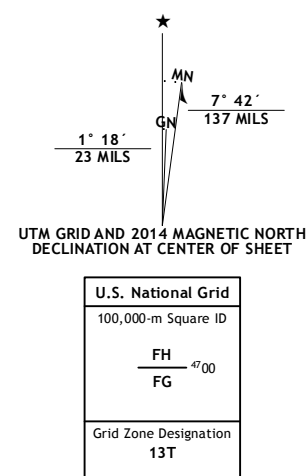 ★
MN
GN
7° 42´
137 MILS
1° 18´
23 MILS
UTM GRID AND 2014 MAGNETIC NORTH
DECLINATION AT CENTER OF SHEET
U.S. National Grid
100,000-m Square ID
FH
4700
FG
Grid Zone Designation
13T